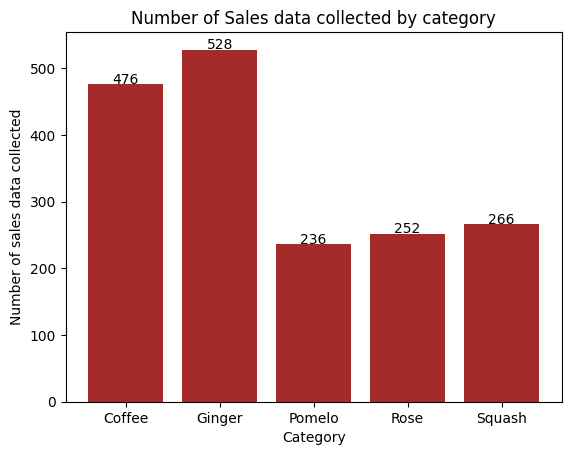 Number of Sales data collected by category
Number of sales data collected
500
400
300
200
100
0
476
528
236
252
266
Coffee
Ginger
Pomelo
Rose
Squash
Category